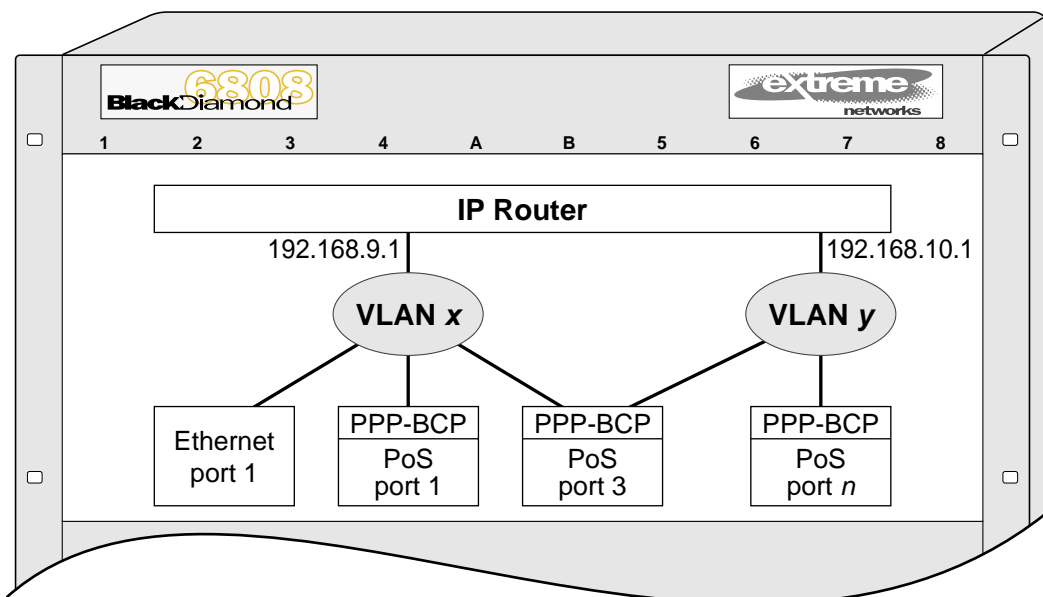 6808
BlackDiamond
extreme
networks
1 2 3 4 A B 5 6 7 8
IP Router
192.168.9.1
192.168.10.1
VLAN x
VLAN y
Ethernet
port 1
PPP-BCP
PoS
port 1
PPP-BCP
PoS
port 3
PPP-BCP
PoS
port n